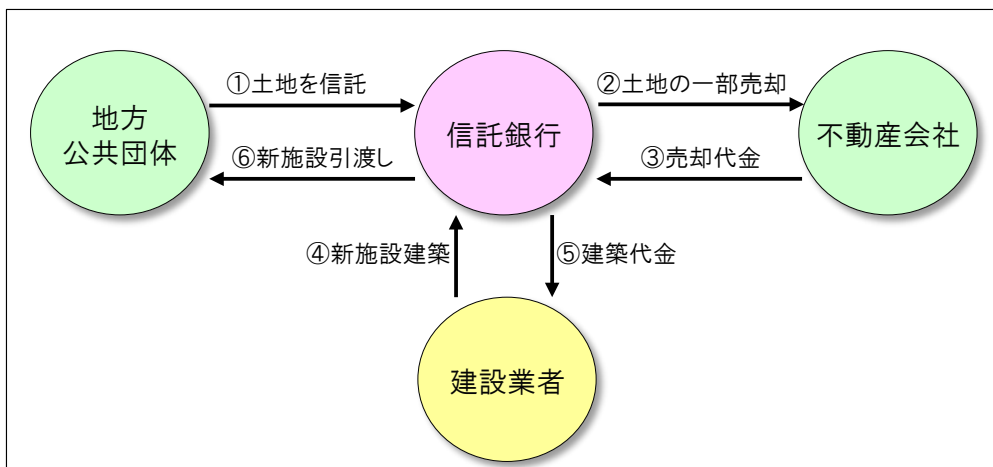 ①土地を信託
②土地の一部売却
地方
公共団体
信託銀行
不動産会社
⑥新施設引渡し
③売却代金
④新施設建築
⑤建築代金
建設業者